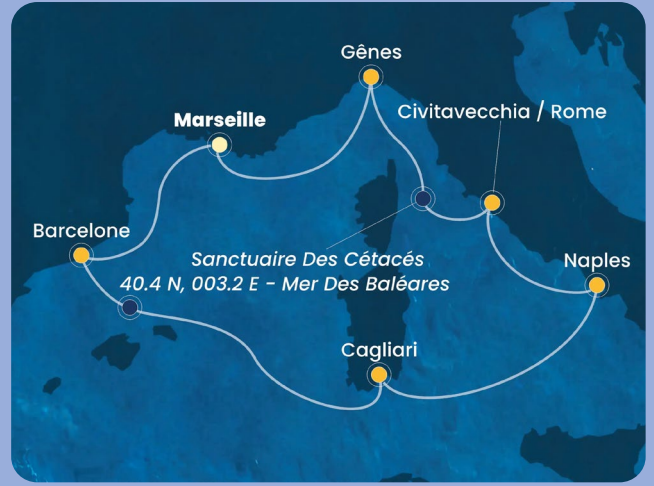 Gênes
Civitavecchia / Rome
Marseille
Barcelone
Sanctuaire Des Cétacés
40.4 N, 003.2 E - Mer Des Baléares
Naples
Cagliari